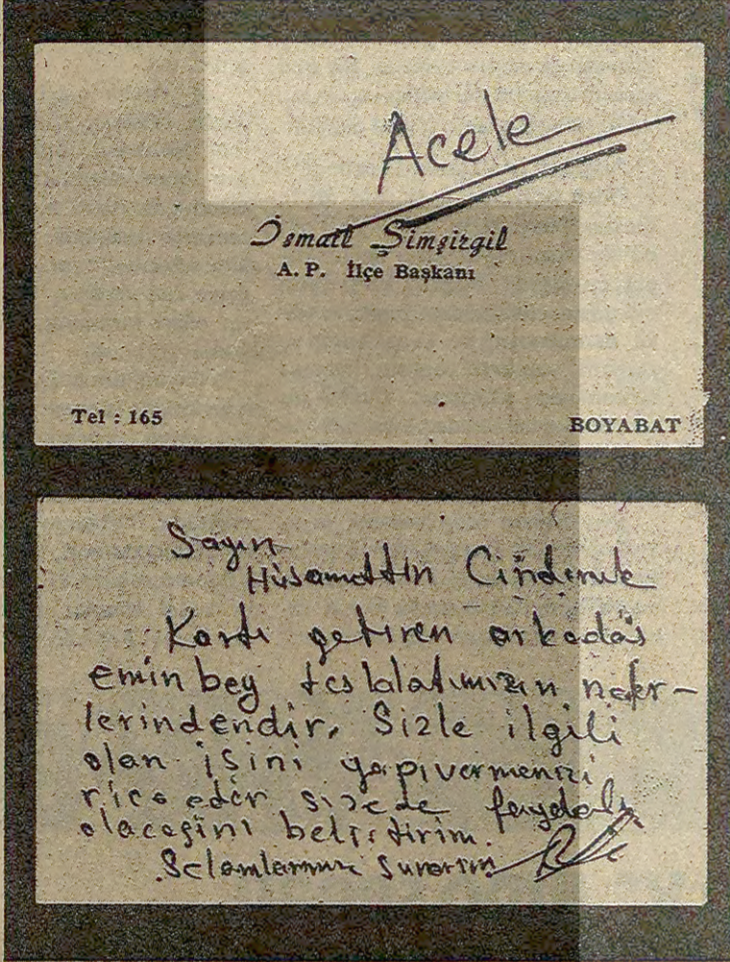 Acele
İsmail Şimşirgil
A. P. İlçe Başkanı
Tel : 165
BOYABAT
Sayın
Hüsamettin Cindoruk
Kartı getiren arkadaş
emin bey teşkilatımızın nefer-
lerindendir. Sizle ilgili
olan işini yapıvermenizi
rica eder size de faydalı
olacağını belirtirim.
Selamlarımı sunarım